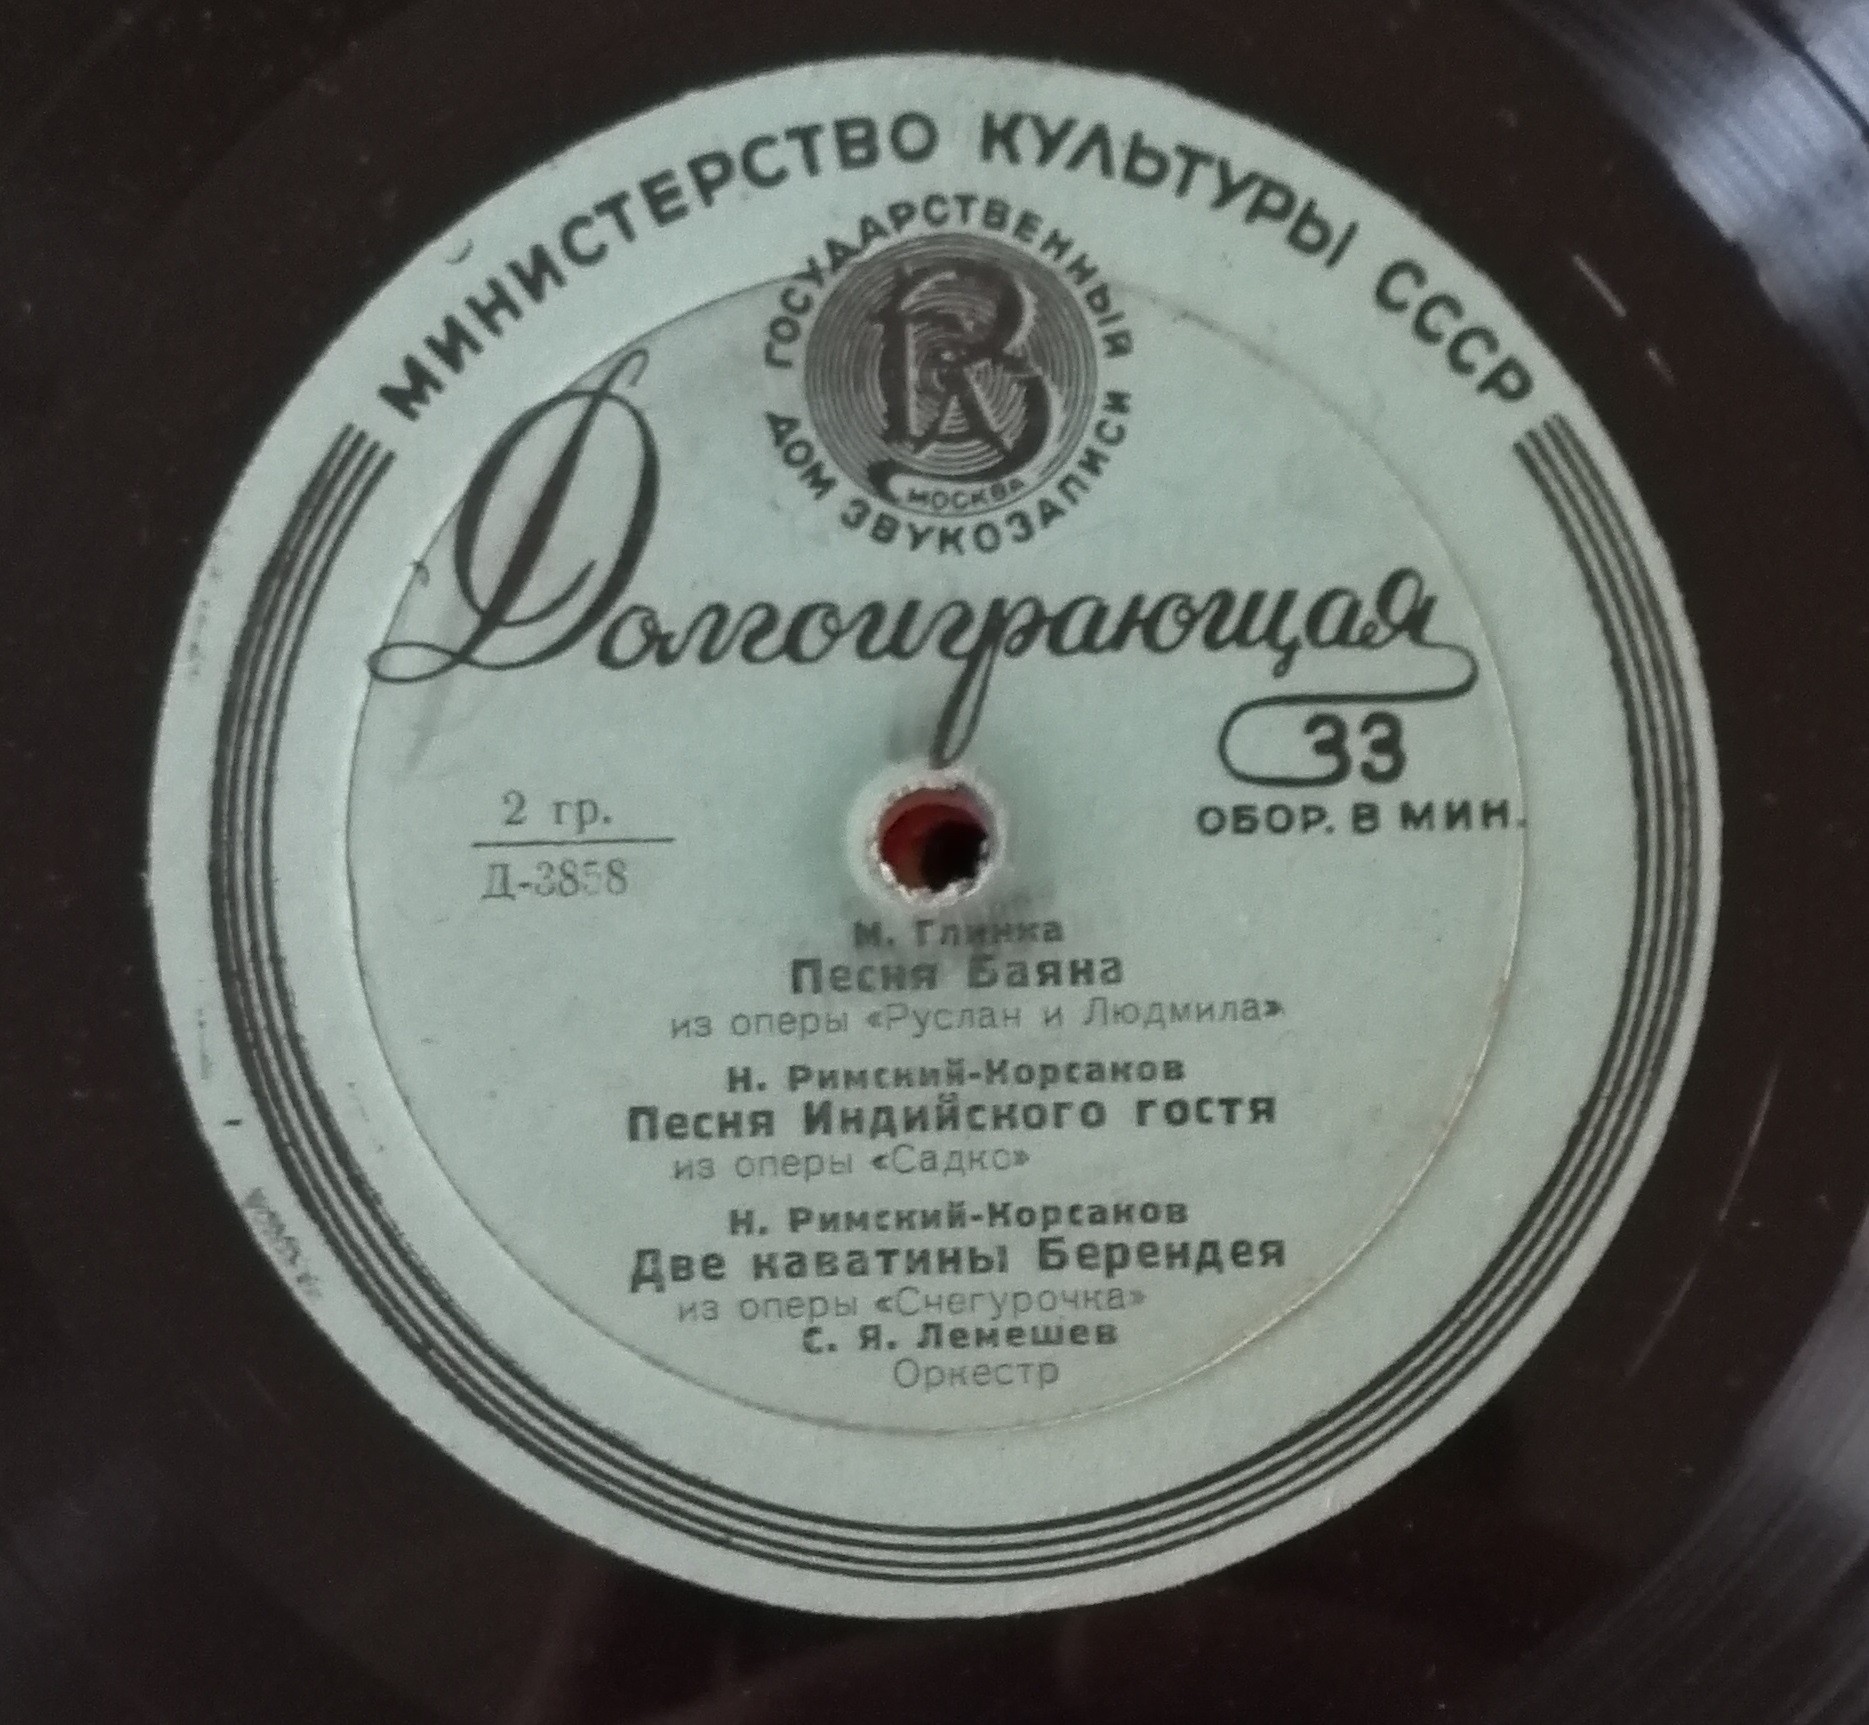 МИНИСТЕРСТВО КУЛЬТУРЫ СССР
ГОСУДАРСТВЕННЫЙ
ДОМ ЗВУКОЗАПИСИ
МОСКВА
Долгоиграющая
33
ОБОР. В МИН.
2 гр.
Д-3858
М. Глинка
Песня Баяна
из оперы «Руслан и Людмила»
Н. Римский-Корсаков
Песня Индийского гостя
из оперы «Садко»
Н. Римский-Корсаков
Две каватины Берендея
из оперы «Снегурочка»
С. Я. Лемешев
Оркестр